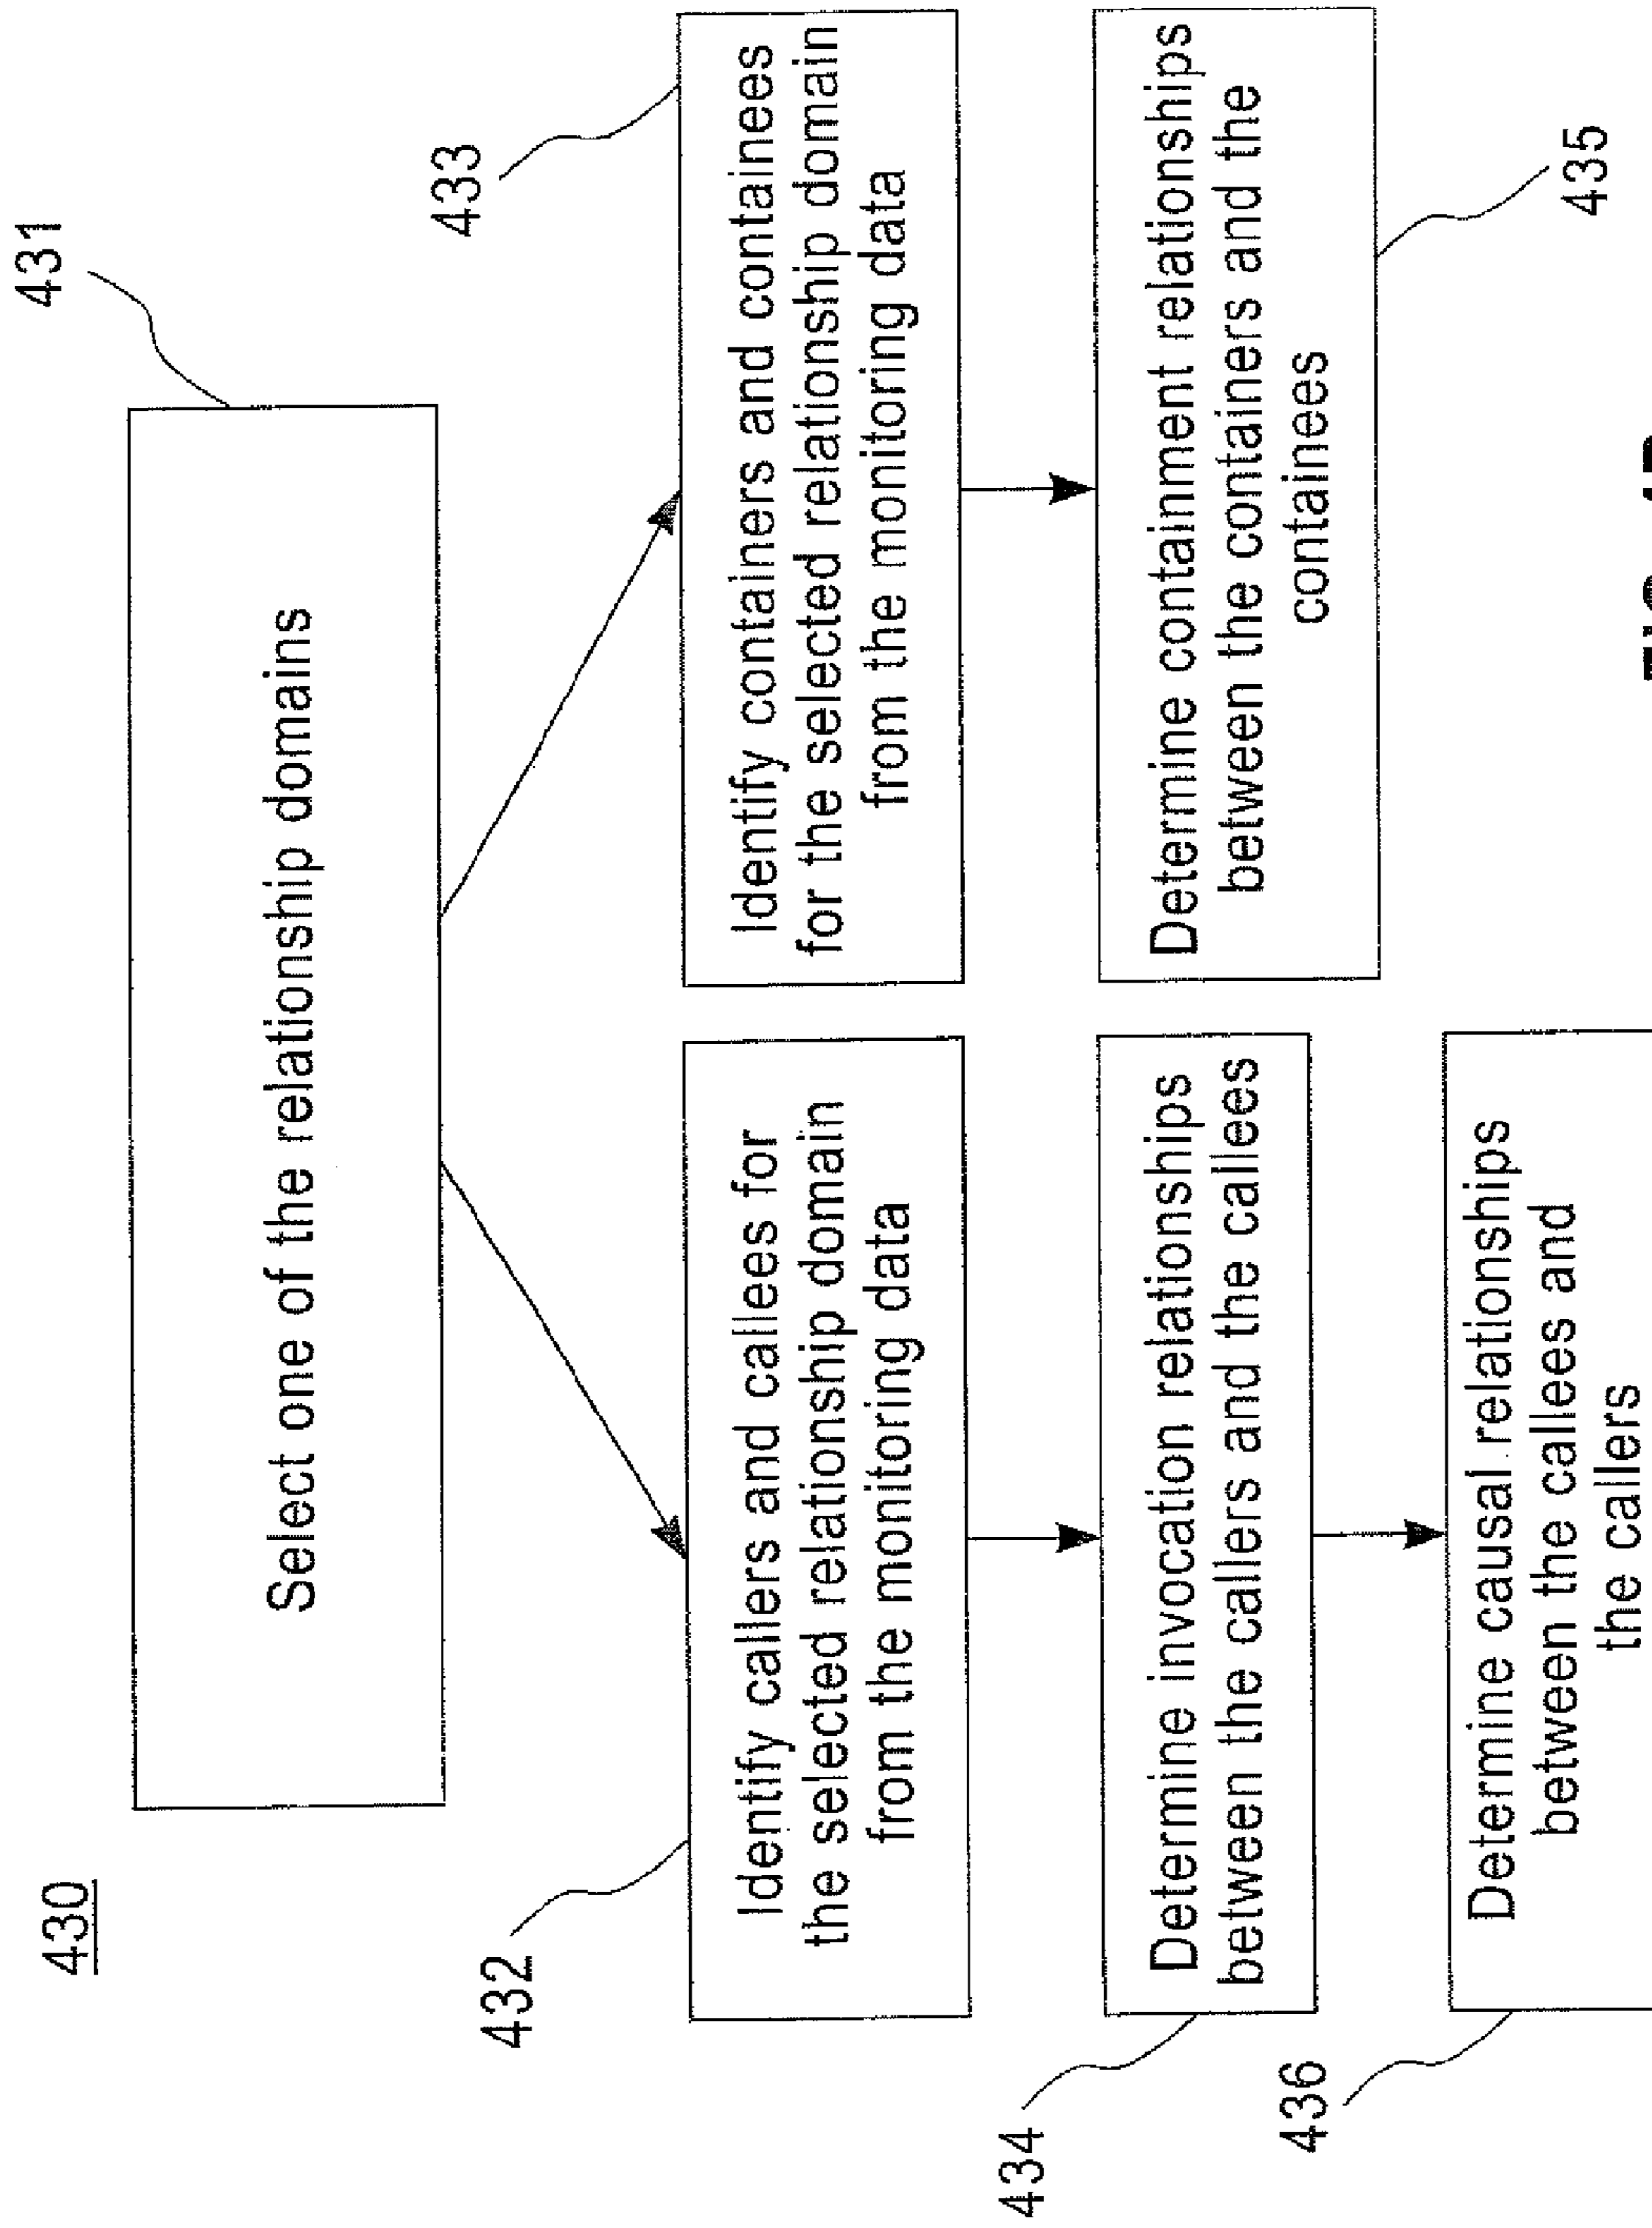 430
431
Select one of the relationship domains
432
Identify callers and callees for
the selected relationship domain
from the monitoring data
433
Identify containers and containees
for the selected relationship domain
from the monitoring data
434
Determine invocation relationships
between the callers and the callees
Determine containment relationships
between the containers and the
containees
435
436
Determine causal relationships
between the callees and
the callers